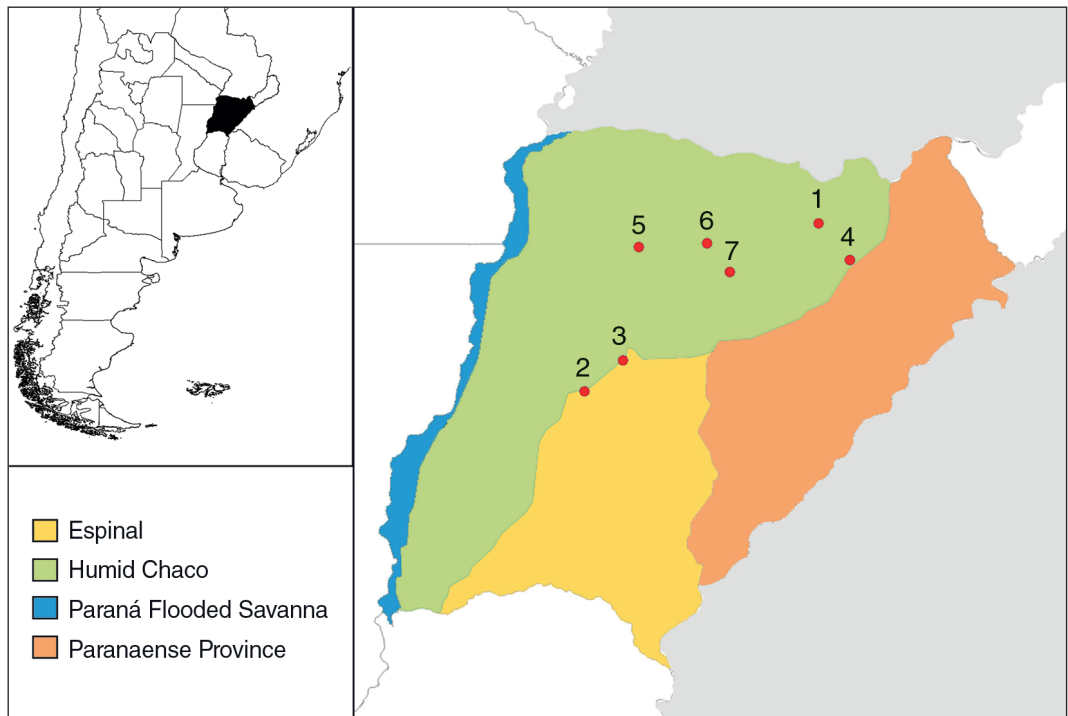 1
5
6
4
7
3
2
Espinal
Humid Chaco
Paraná Flooded Savanna
Paranaense Province